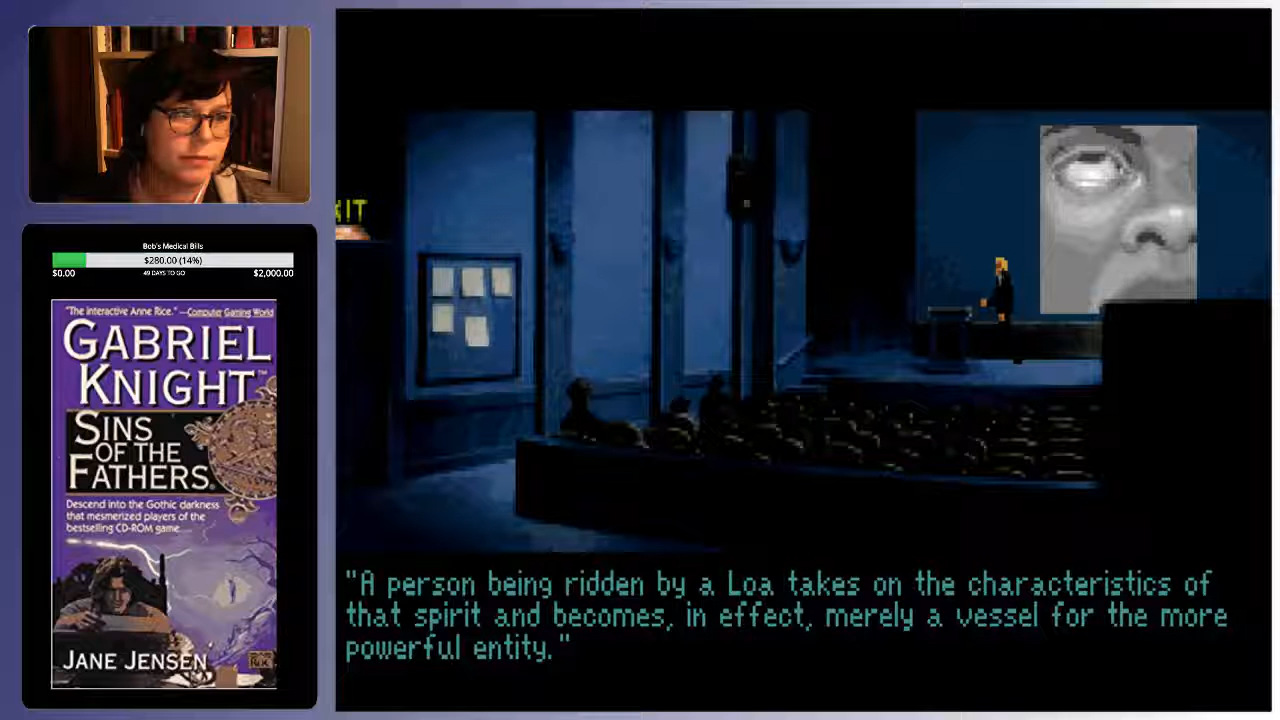 Bob's Medical Bills
$280.00 (14%)
$0.00
49 DAYS TO GO
$2,000.00
"The interactive Anne Rice." —Computer Gaming World
GABRIEL
KNIGHT™
SINS
OF THE
FATHERS
Descend into the Gothic darkness
that mesmerized players of the
bestselling CD-ROM game
JANE JENSEN
XIT
"A person being ridden by a Loa takes on the characteristics of
that spirit and becomes, in effect, merely a vessel for the more
powerful entity."